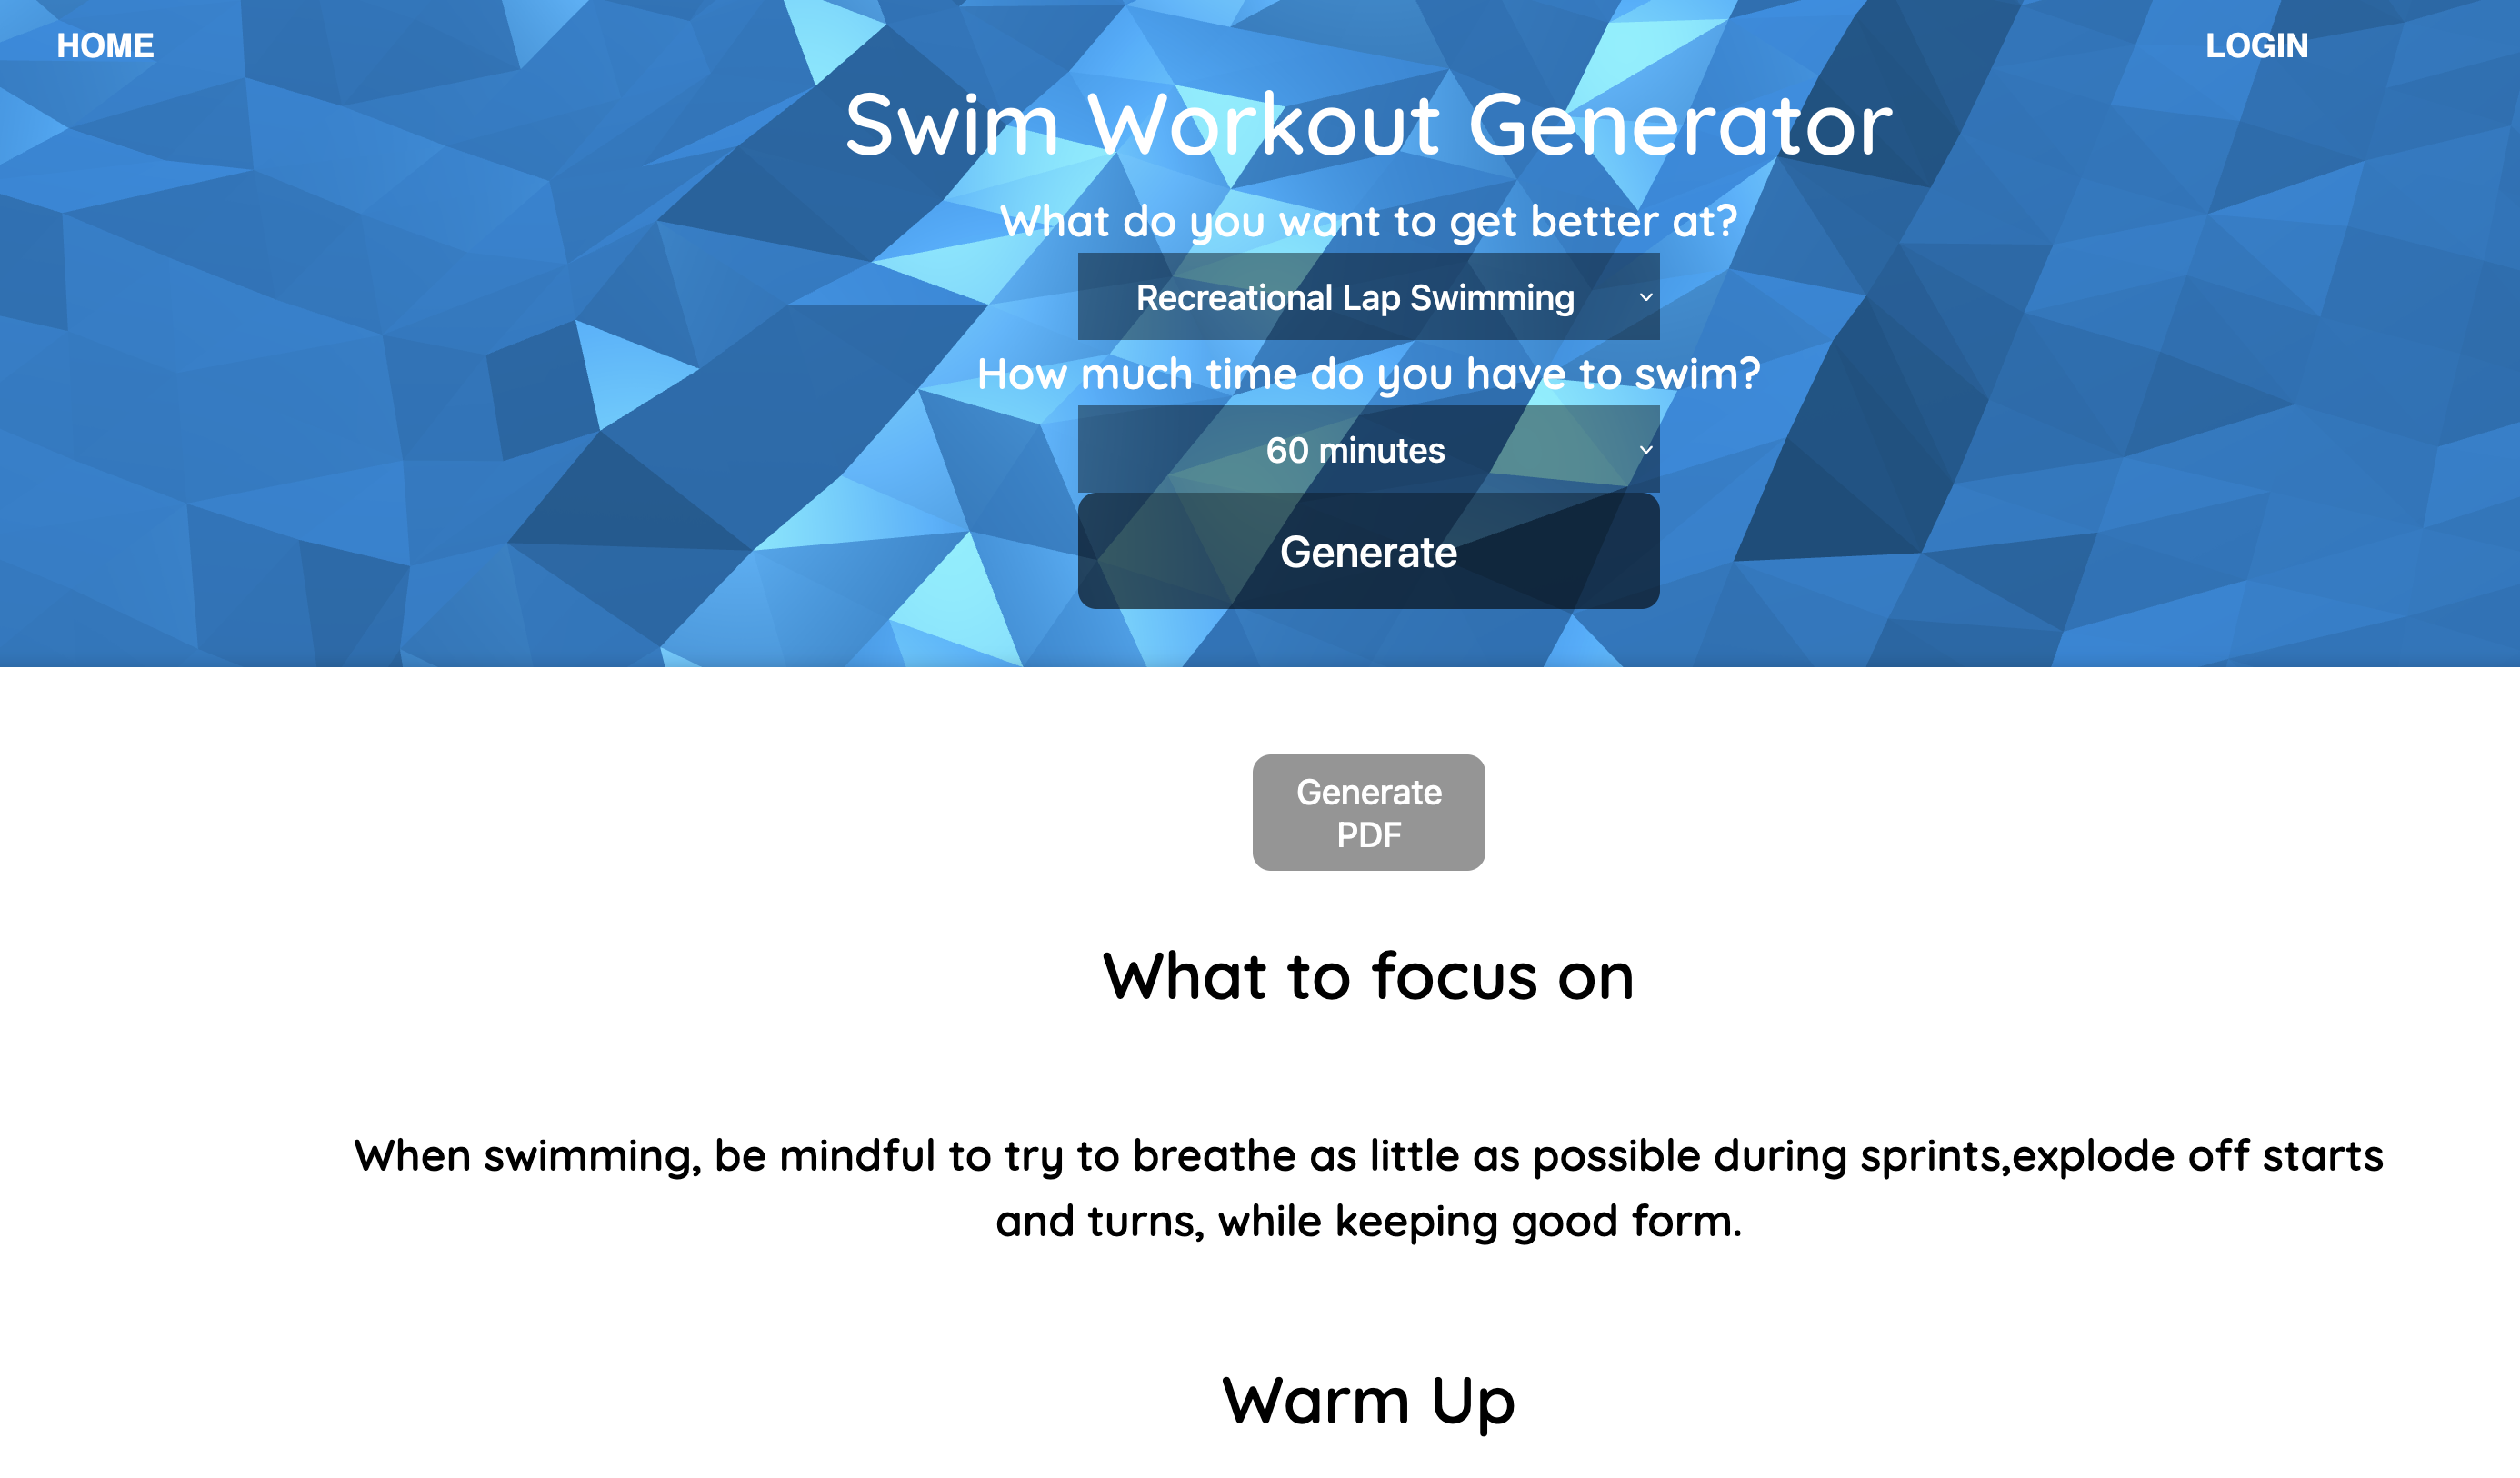 HOME
LOGIN
Swim Workout Generator
What do you want to get better at?
Recreational Lap Swimming
How much time do you have to swim?
60 minutes
Generate
Generate
PDF
What to focus on
When swimming, be mindful to try to breathe as little as possible during sprints,explode off starts
and turns, while keeping good form.
Warm Up